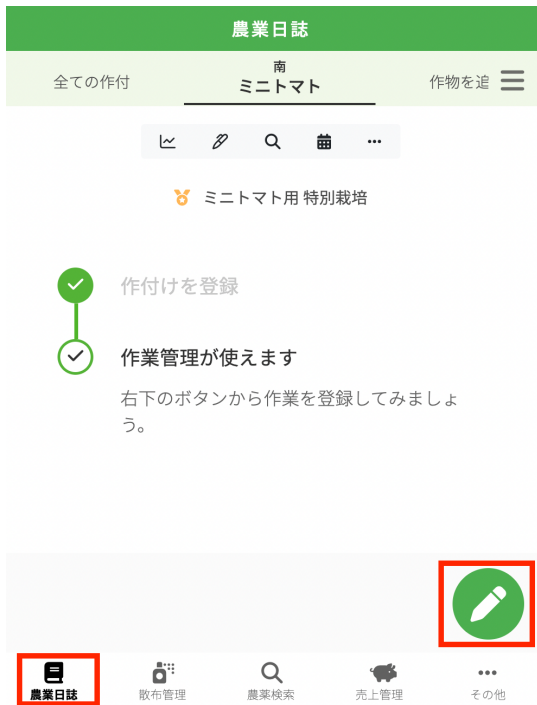 農業日誌
全ての作付
南
ミニトマト
作物を追
ミニトマト用 特別栽培
作付けを登録
作業管理が使えます
右下のボタンから作業を登録してみましょ
う。
農業日誌
散布管理
農薬検索
売上管理
その他